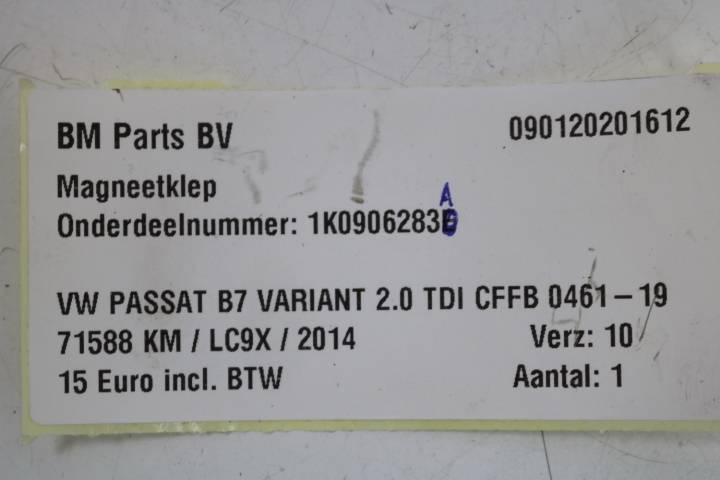 BM Parts BV 090120201612
Magneetklep
Onderdeelnummer: 1K0906283A
VW PASSAT B7 VARIANT 2.0 TDI CFFB 0461-19
71588 KM / LC9X / 2014 Verz: 10
15 Euro incl. BTW Aantal: 1